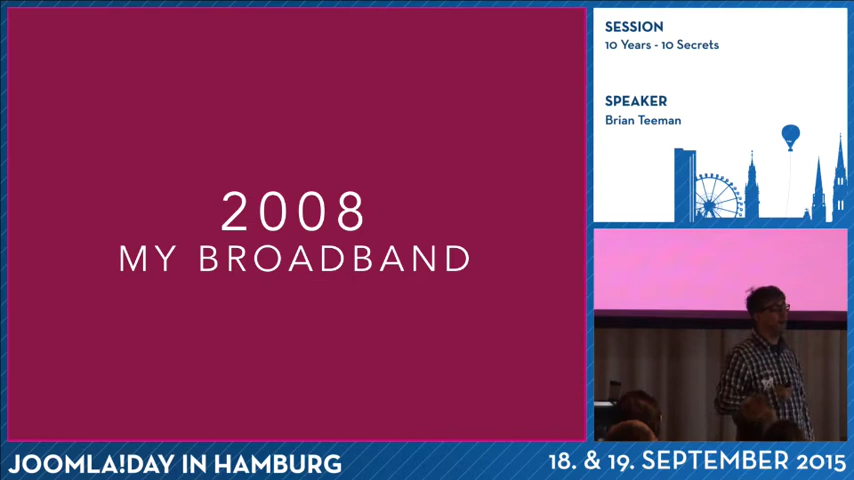 2008
MY BROADBAND
SESSION
10 Years - 10 Secrets
SPEAKER
Brian Teeman
JOOMLA!DAY IN HAMBURG
18. & 19. SEPTEMBER 2015